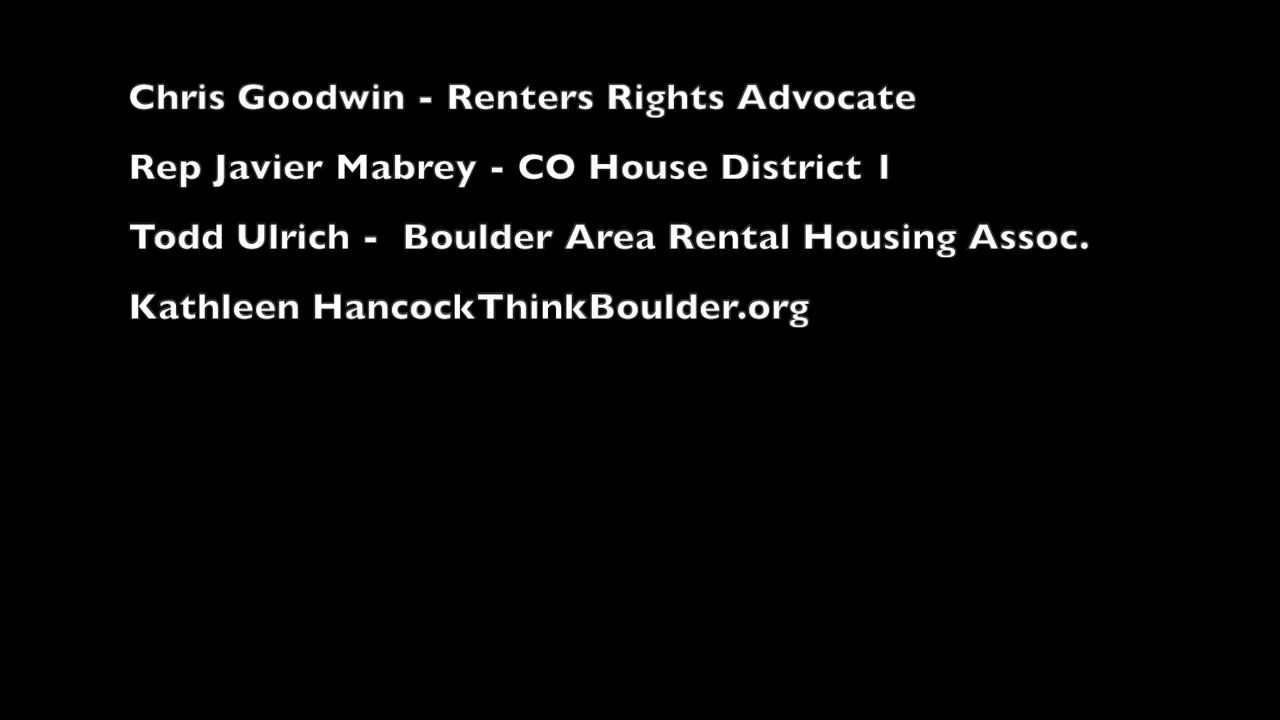 Chris Goodwin - Renters Rights Advocate
Rep Javier Mabrey - CO House District 1
Todd Ulrich -  Boulder Area Rental Housing Assoc.
Kathleen HancockThinkBoulder.org